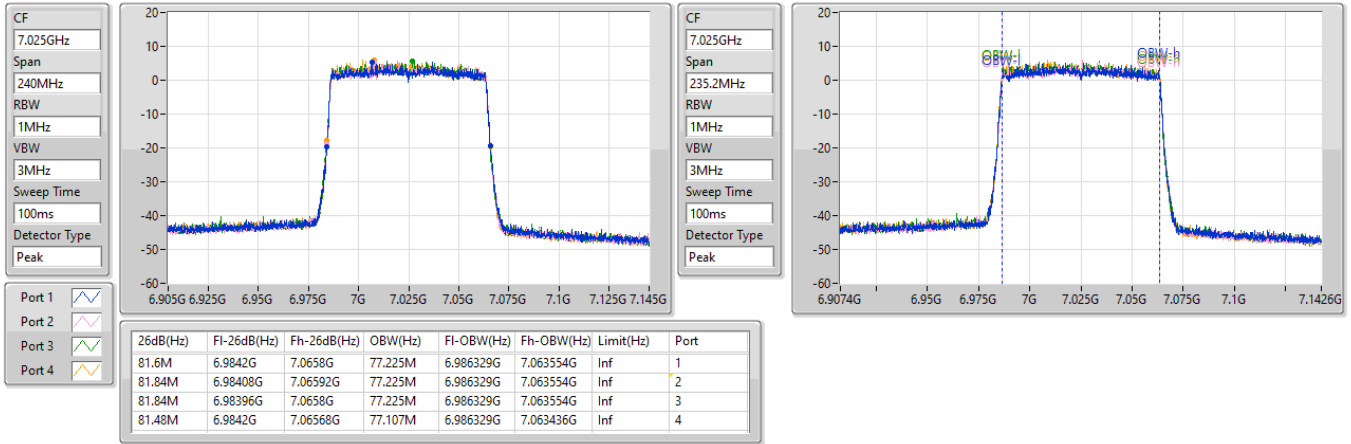 CF
7.025GHz
Span
240MHz
RBW
1MHz
VBW
3MHz
Sweep Time
100ms
Detector Type
Peak
20
10
0
-10
-20
-30
-40
-50
-60
6.905G 6.925G 6.95G 6.975G 7G 7.025G 7.05G 7.075G 7.1G 7.125G 7.145G
CF
7.025GHz
Span
235.2MHz
RBW
1MHz
VBW
3MHz
Sweep Time
100ms
Detector Type
Peak
20
10
0
-10
-20
-30
-40
-50
-60
OBW-l OBW-h
6.9074G 6.95G 6.975G 7G 7.025G 7.05G 7.075G 7.1G 7.1426G
Port 1
Port 2
Port 3
Port 4
26dB(Hz) Fl-26dB(Hz) Fh-26dB(Hz) OBW(Hz) Fl-OBW(Hz) Fh-OBW(Hz) Limit(Hz) Port
81.6M 6.9842G 7.0658G 77.225M 6.986329G 7.063554G Inf 1
81.84M 6.98408G 7.06592G 77.225M 6.986329G 7.063554G Inf 2
81.84M 6.98396G 7.0658G 77.225M 6.986329G 7.063554G Inf 3
81.48M 6.9842G 7.06568G 77.107M 6.986329G 7.063436G Inf 4